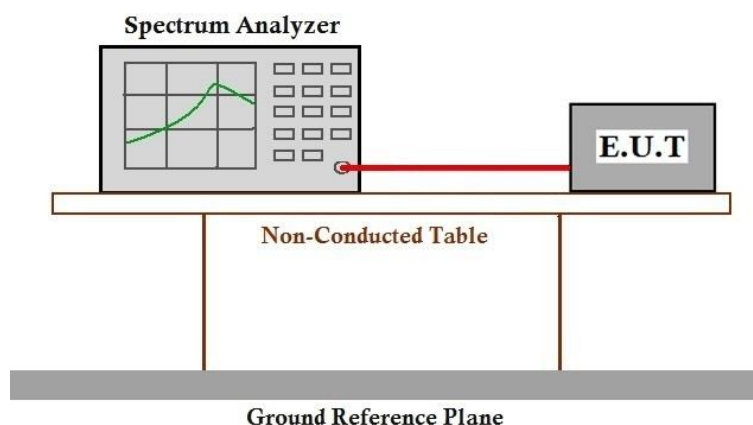 Spectrum Analyzer
E.U.T
Non-Conducted Table
Ground Reference Plane